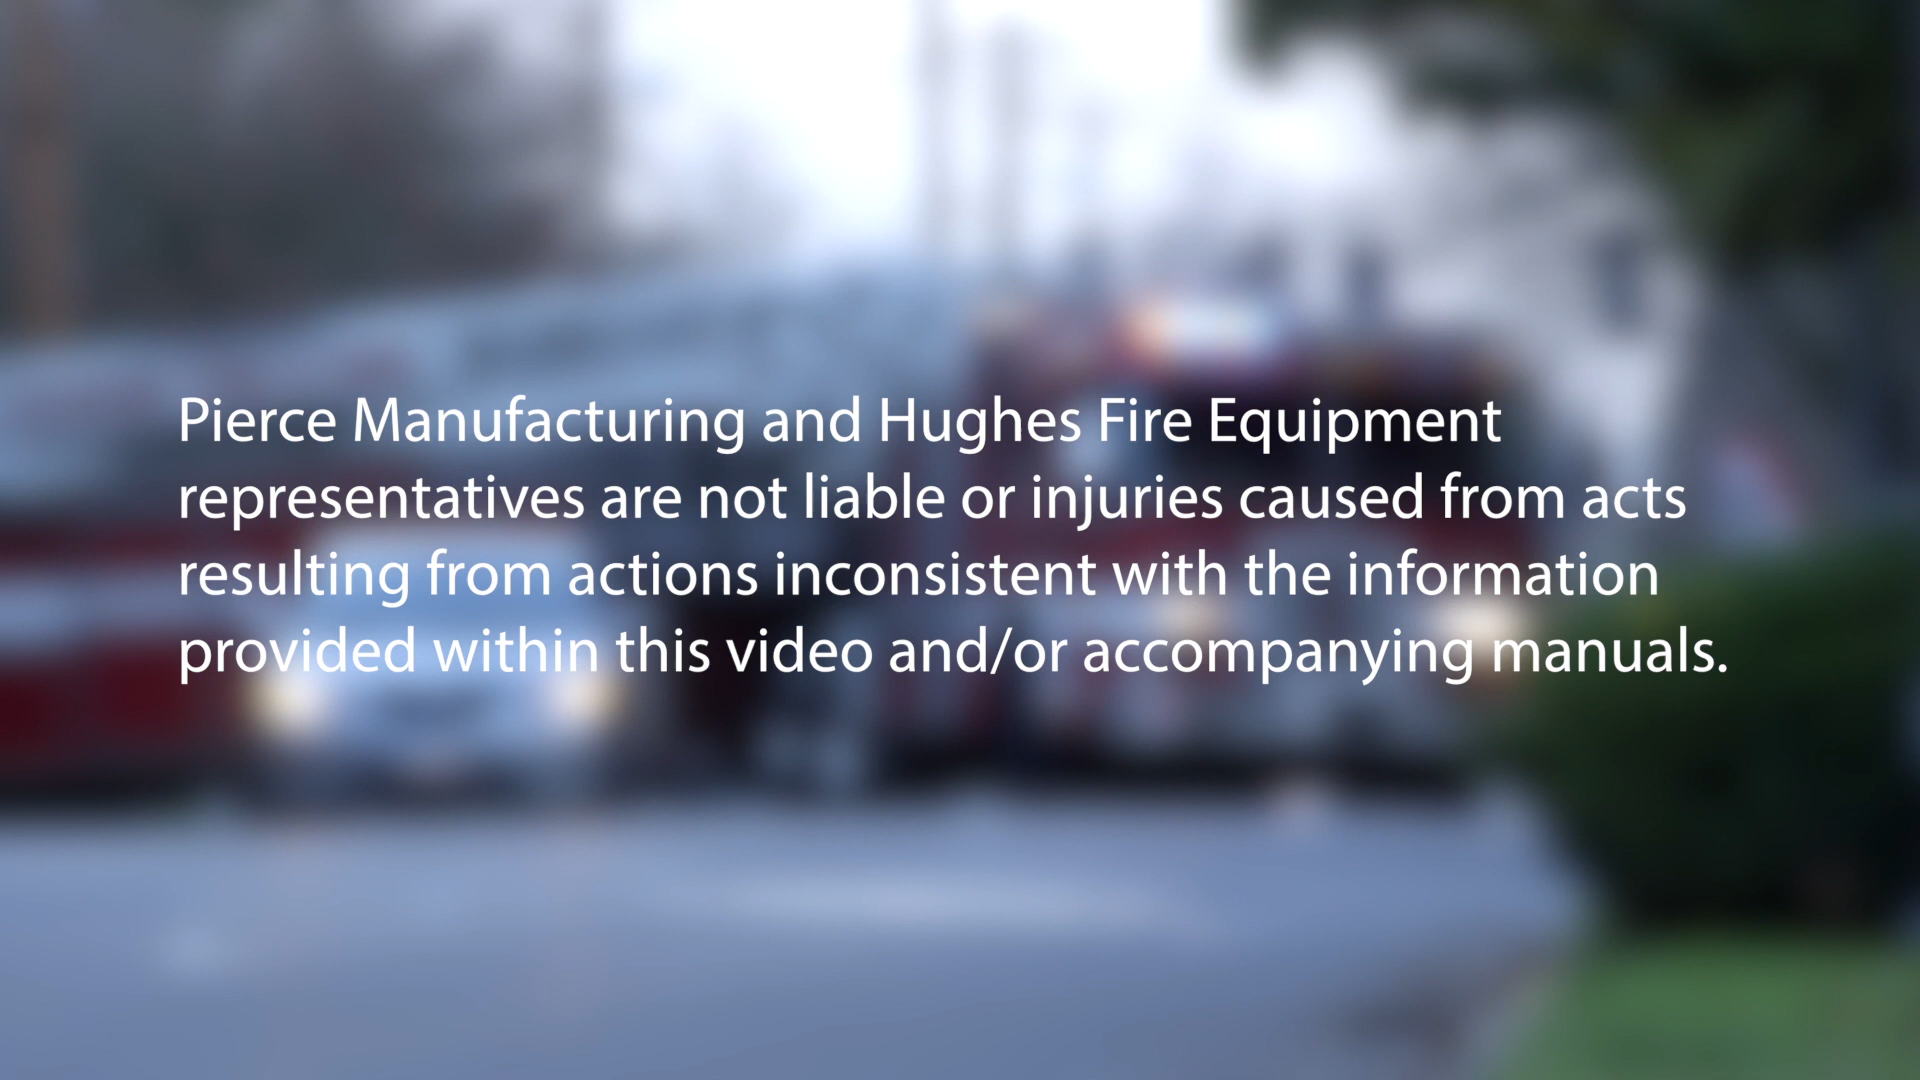 Pierce Manufacturing and Hughes Fire Equipment
representatives are not liable or injuries caused from acts
resulting from actions inconsistent with the information
provided within this video and/or accompanying manuals.